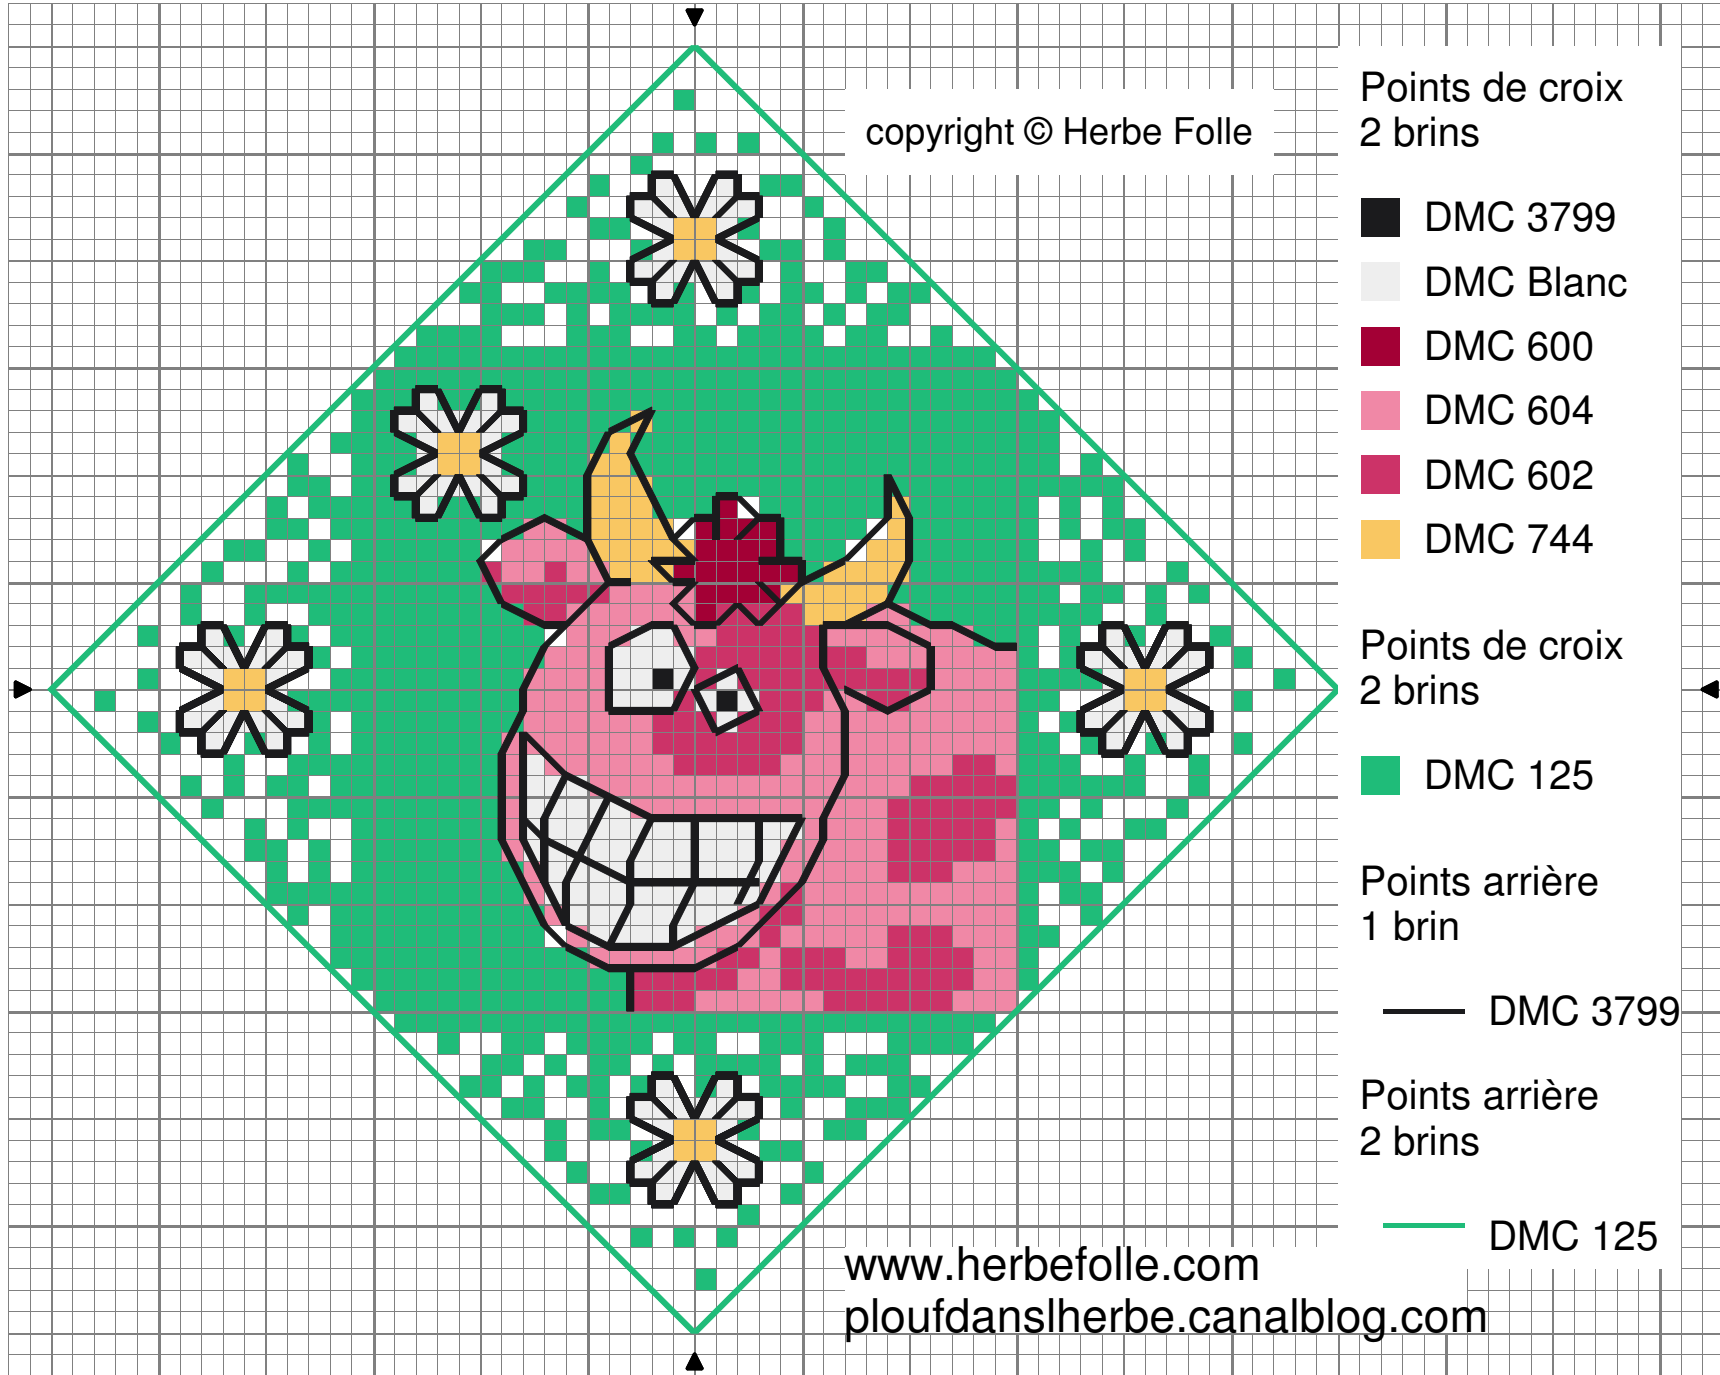 copyright © Herbe Folle
Points de croix
2 brins
DMC 3799
DMC Blanc
DMC 600
DMC 604
DMC 602
DMC 744
Points de croix
2 brins
DMC 125
Points arrière
1 brin
DMC 3799
Points arrière
2 brins
DMC 125
www.herbefolle.com
ploufdanslherbe.canalblog.com